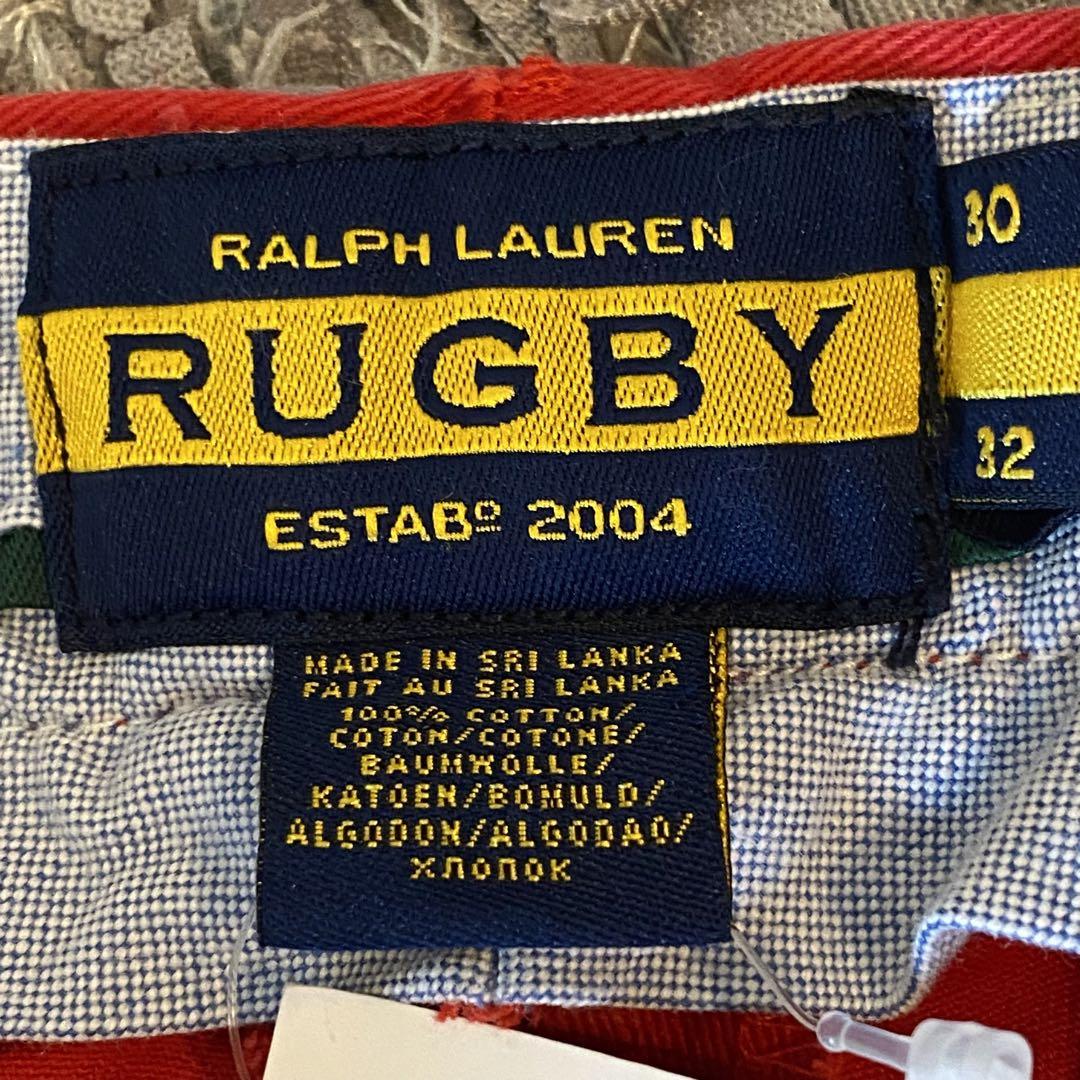 RALPH LAUREN
RUGBY
ESTABº 2004
30
32
MADE IN SRI LANKA
FAIT AU SRI LANKA
100% COTTON/
COTON/COTONE/
BAUMWOLLE/
KATOEN/BOMULD/
ALGODON/ALGODAO/
ХЛОПОК